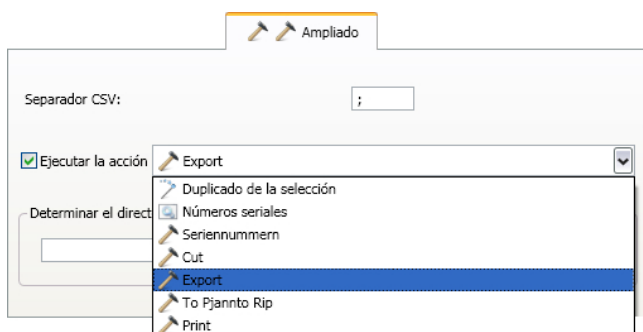 Ampliado
Separador CSV: ;
Ejecutar la acción Export
Duplicado de la selección
Determinar el direct
Números seriales
Seriennummern
Cut
Export
To Pjannto Rip
Print